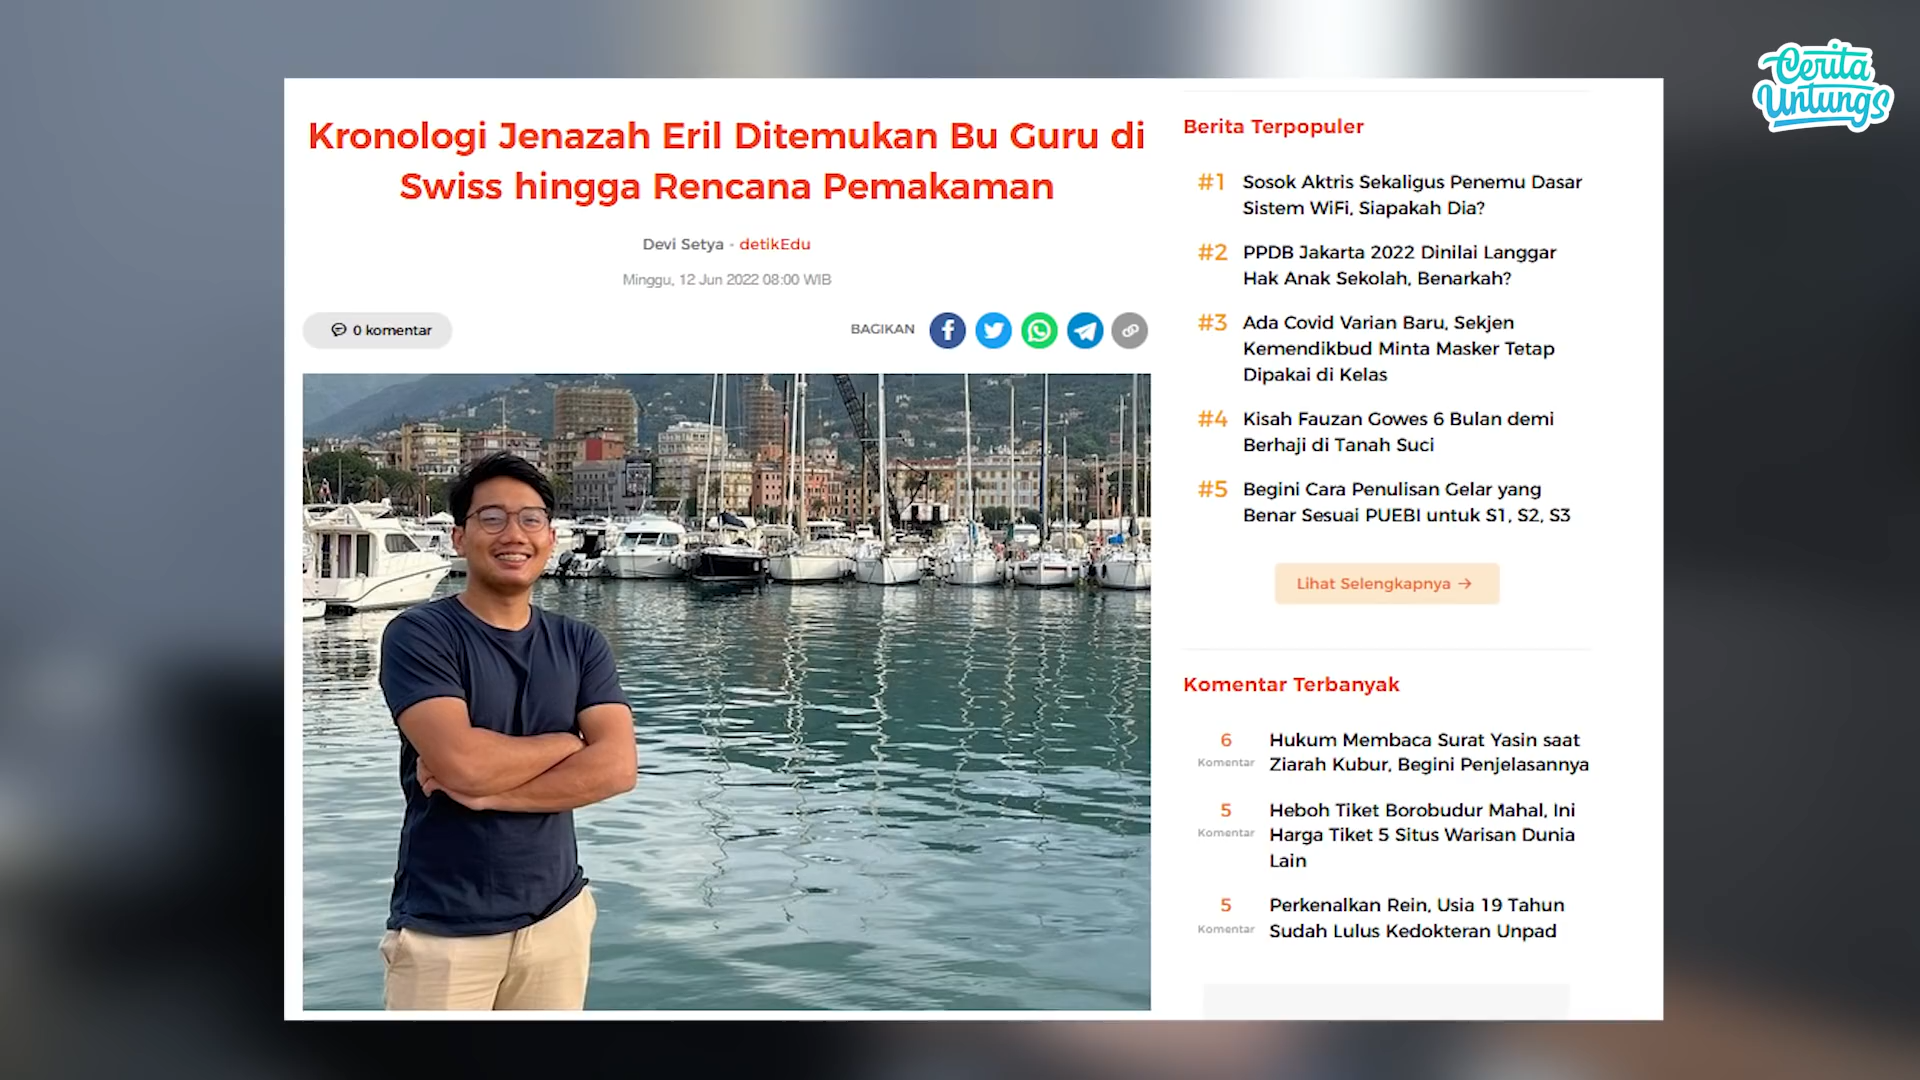 Cerita
Untungs
Kronologi Jenazah Eril Ditemukan Bu Guru di
Swiss hingga Rencana Pemakaman
Devi Setya - detikEdu
Minggu, 12 Jun 2022 08:00 WIB
0 komentar
BAGIKAN
Berita Terpopuler
#1 Sosok Aktris Sekaligus Penemu Dasar
Sistem WiFi, Siapakah Dia?
#2 PPDB Jakarta 2022 Dinilai Langgar
Hak Anak Sekolah, Benarkah?
#3 Ada Covid Varian Baru, Sekjen
Kemendikbud Minta Masker Tetap
Dipakai di Kelas
#4 Kisah Fauzan Gowes 6 Bulan demi
Berhaji di Tanah Suci
#5 Begini Cara Penulisan Gelar yang
Benar Sesuai PUEBI untuk S1, S2, S3
Lihat Selengkapnya →
Komentar Terbanyak
6 Hukum Membaca Surat Yasin saat
Komentar Ziarah Kubur, Begini Penjelasannya
5 Heboh Tiket Borobudur Mahal, Ini
Komentar Harga Tiket 5 Situs Warisan Dunia
Lain
5 Perkenalkan Rein, Usia 19 Tahun
Komentar Sudah Lulus Kedokteran Unpad